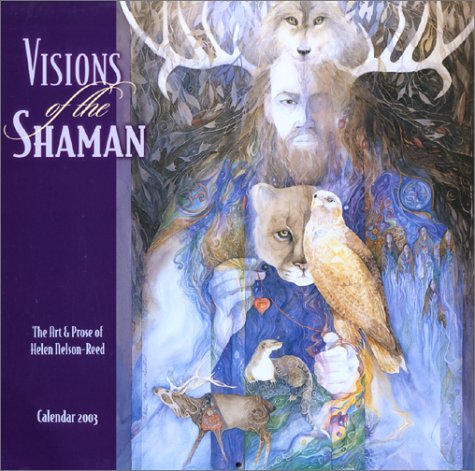 VISIONS
of the
SHAMAN
The Art & Prose of
Helen Nelson-Reed
Calendar 2003